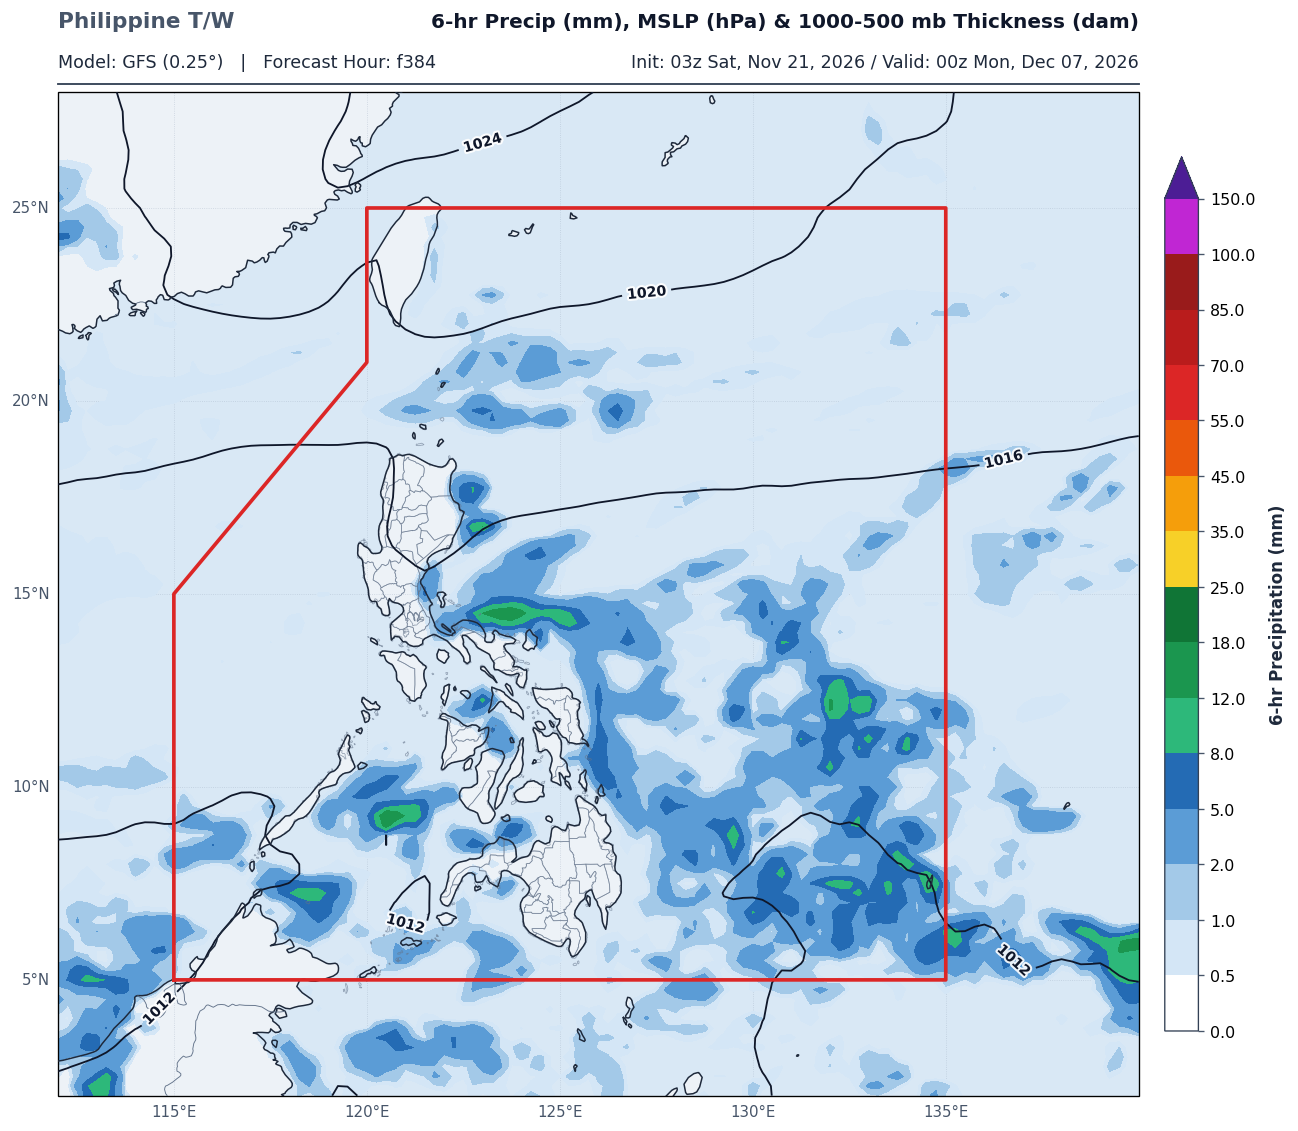 Philippine T/W
6-hr Precip (mm), MSLP (hPa) & 1000-500 mb Thickness (dam)
Model: GFS (0.25°) | Forecast Hour: f384
Init: 03z Sat, Nov 21, 2026 / Valid: 00z Mon, Dec 07, 2026
1024
1020
1016
1012
1012
1012
25°N
20°N
15°N
10°N
5°N
115°E
120°E
125°E
130°E
135°E
150.0
100.0
85.0
70.0
55.0
45.0
35.0
25.0
18.0
12.0
8.0
5.0
2.0
1.0
0.5
0.0
6-hr Precipitation (mm)